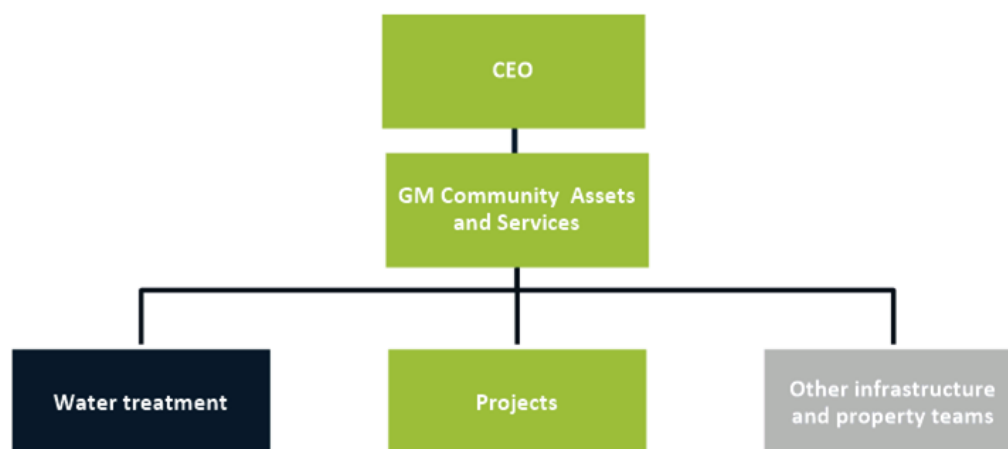 CEO
GM Community Assets
and Services
Water treatment
Projects
Other infrastructure
and property teams